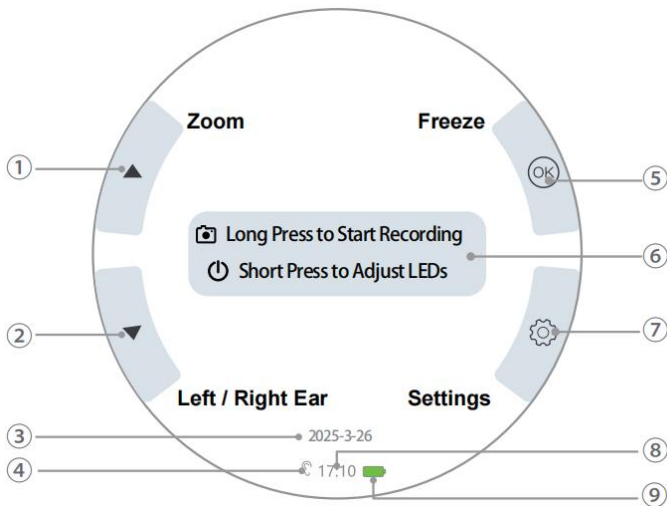 Zoom
Freeze
①
OK
⑤
Long Press to Start Recording
⑥
Short Press to Adjust LEDs
②
⑦
Left / Right Ear
Settings
③
2025-3-26
④
17:10
⑧
⑨